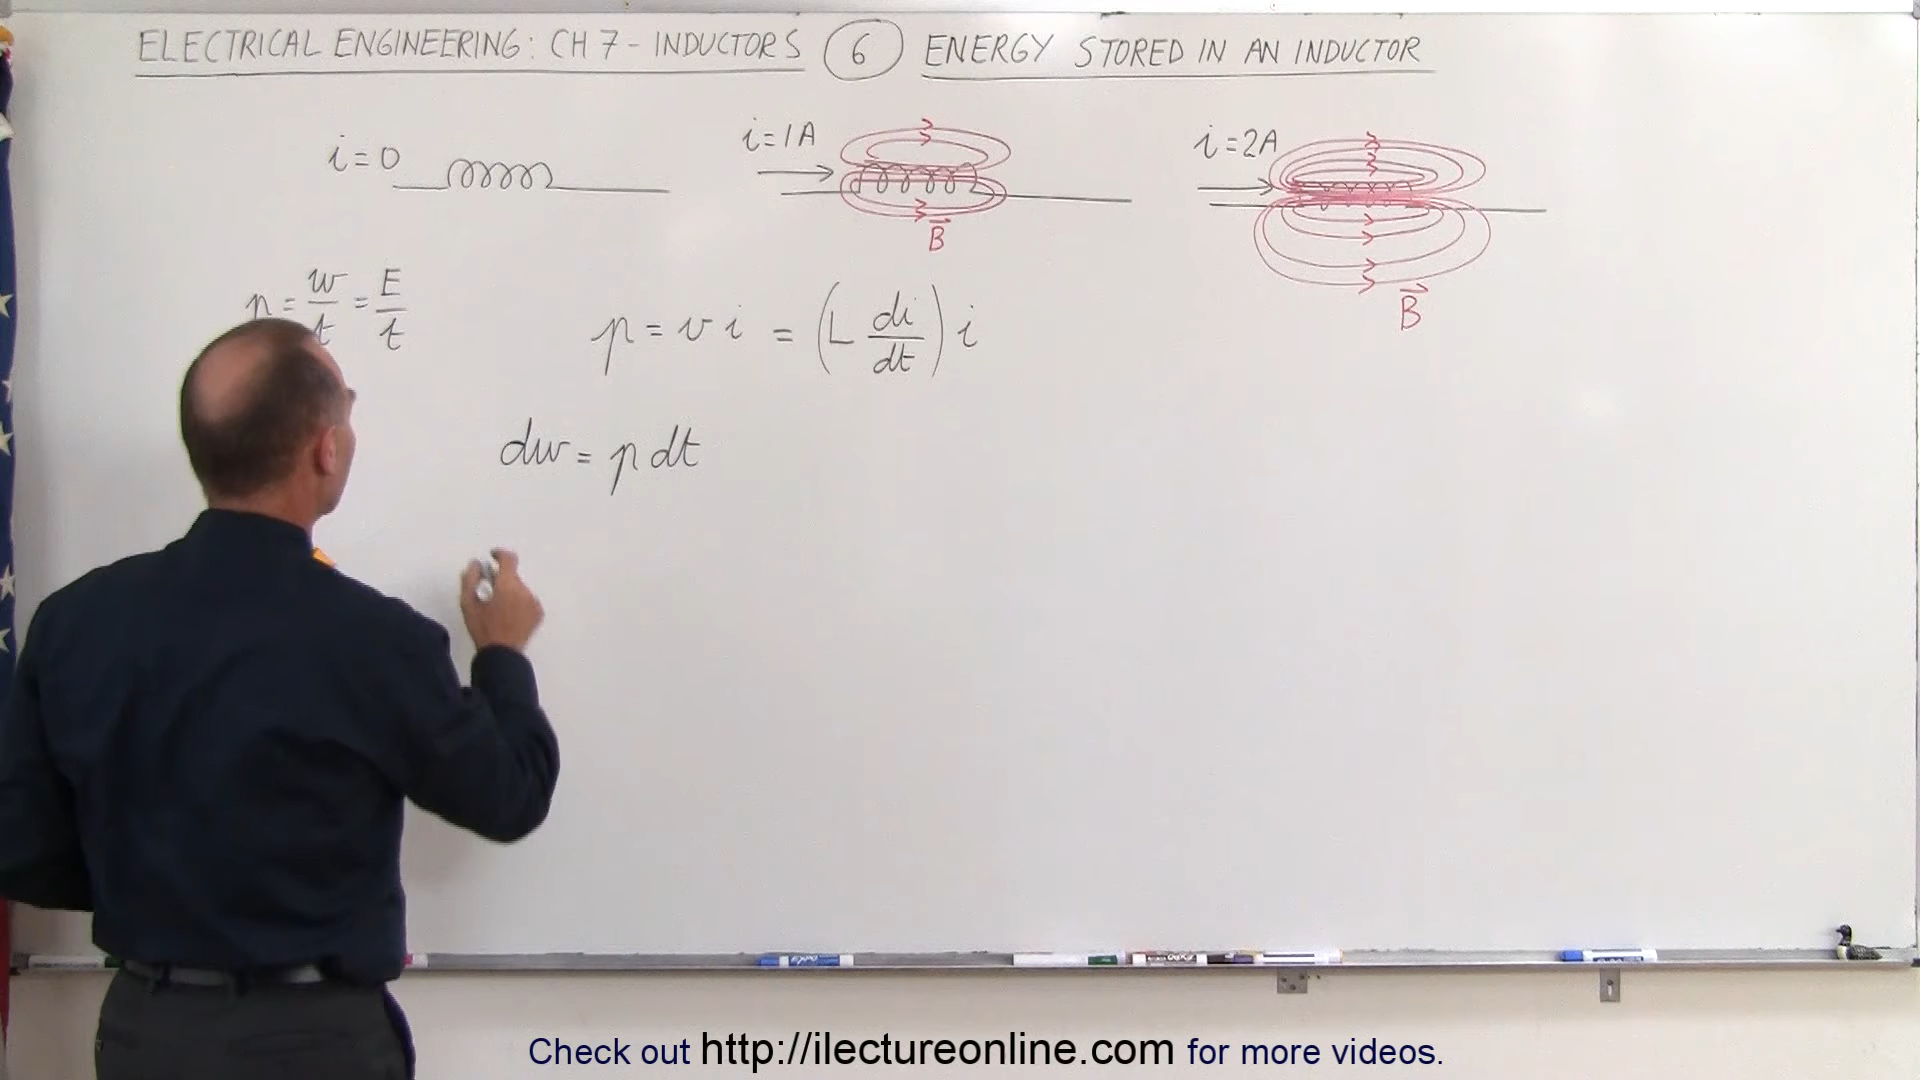 ELECTRICAL ENGINEERING: CH 7 - INDUCTORS 6 ENERGY STORED IN AN INDUCTOR
i=0 i=1A i=2A
B⃗ B⃗
p = w/t = E/t
p = v i = (L di/dt) i
dw = p dt
Check out http://ilectureonline.com for more videos.